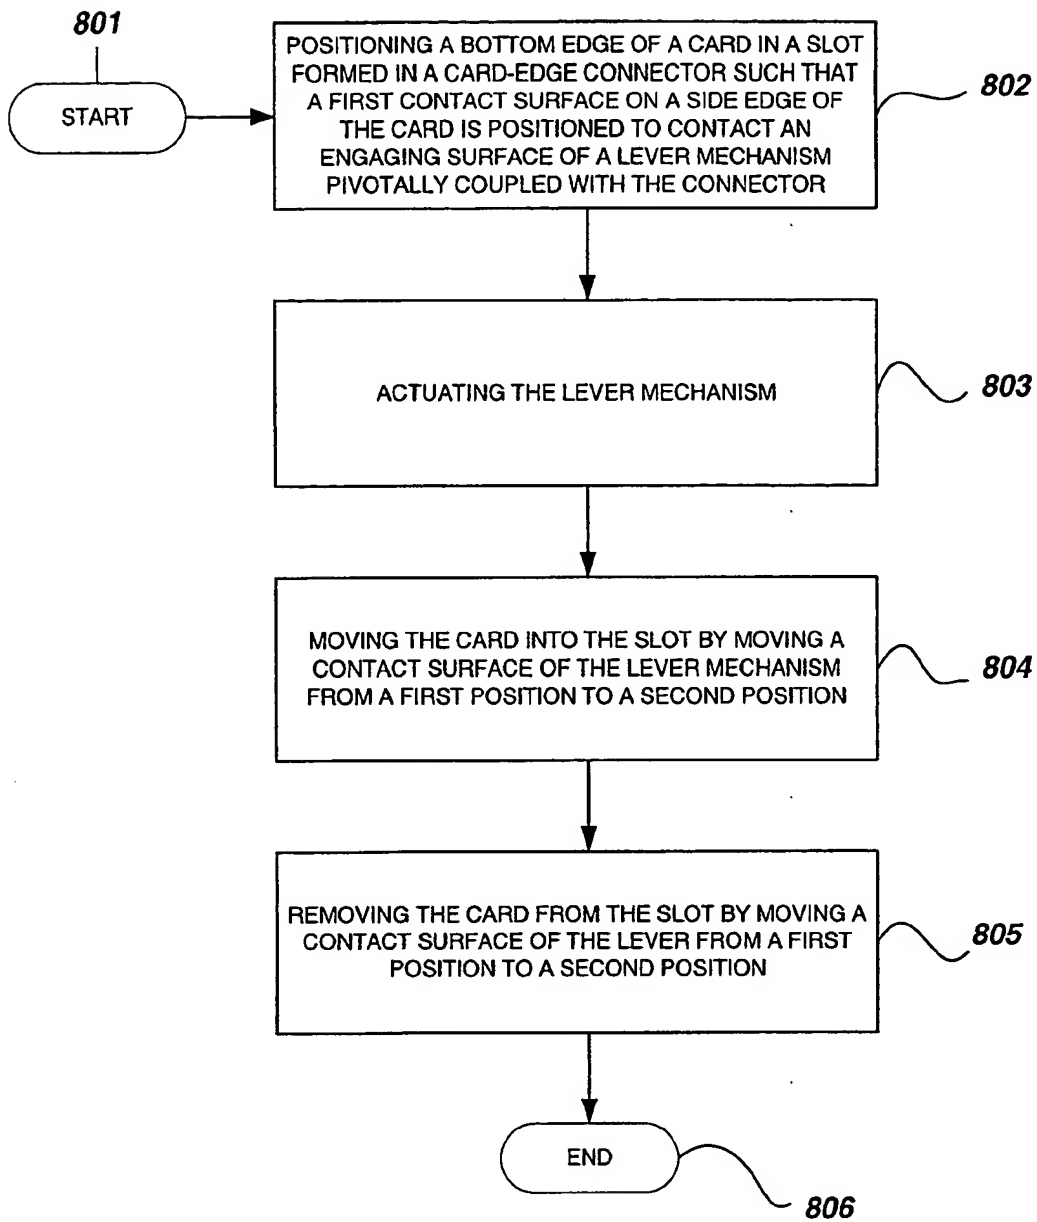 801
START
POSITIONING A BOTTOM EDGE OF A CARD IN A SLOT
FORMED IN A CARD-EDGE CONNECTOR SUCH THAT
A FIRST CONTACT SURFACE ON A SIDE EDGE OF
THE CARD IS POSITIONED TO CONTACT AN
ENGAGING SURFACE OF A LEVER MECHANISM
PIVOTALLY COUPLED WITH THE CONNECTOR
802
ACTUATING THE LEVER MECHANISM
803
MOVING THE CARD INTO THE SLOT BY MOVING A
CONTACT SURFACE OF THE LEVER MECHANISM
FROM A FIRST POSITION TO A SECOND POSITION
804
REMOVING THE CARD FROM THE SLOT BY MOVING A
CONTACT SURFACE OF THE LEVER FROM A FIRST
POSITION TO A SECOND POSITION
805
END
806